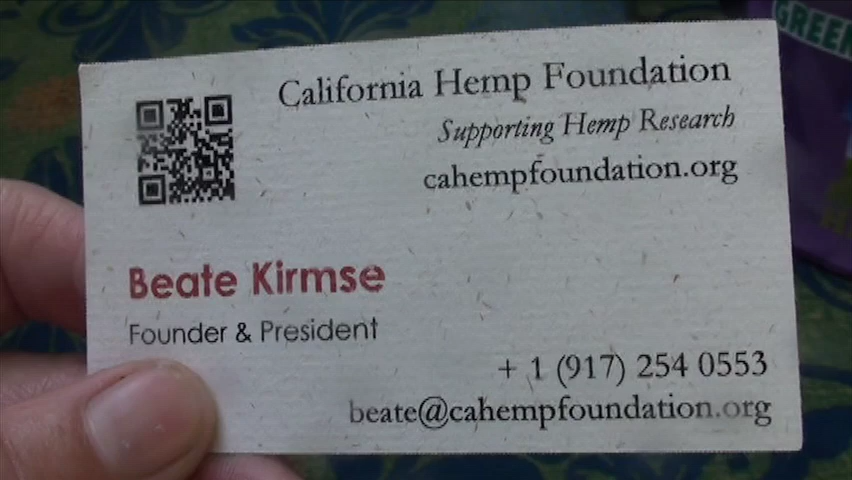 GREEN
California Hemp Foundation
Supporting Hemp Research
cahempfoundation.org
Beate Kirmse
Founder & President
+ 1 (917) 254 0553
beate@cahempfoundation.org